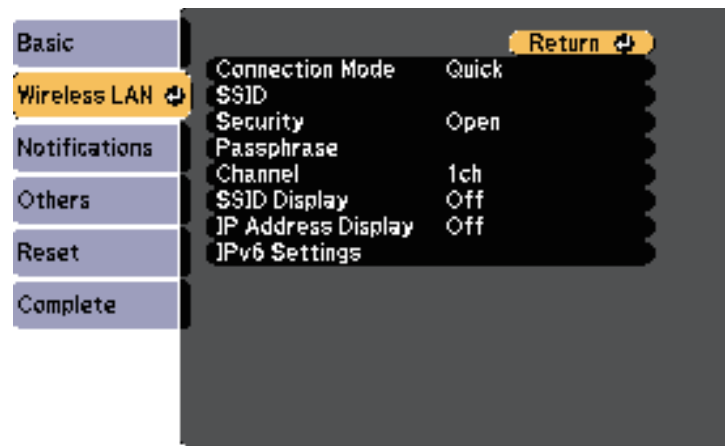 Basic
Wireless LAN
Notifications
Others
Reset
Complete
Return
Connection Mode Quick
SSID
Security Open
Passphrase
Channel 1ch
SSID Display Off
IP Address Display Off
IPv6 Settings